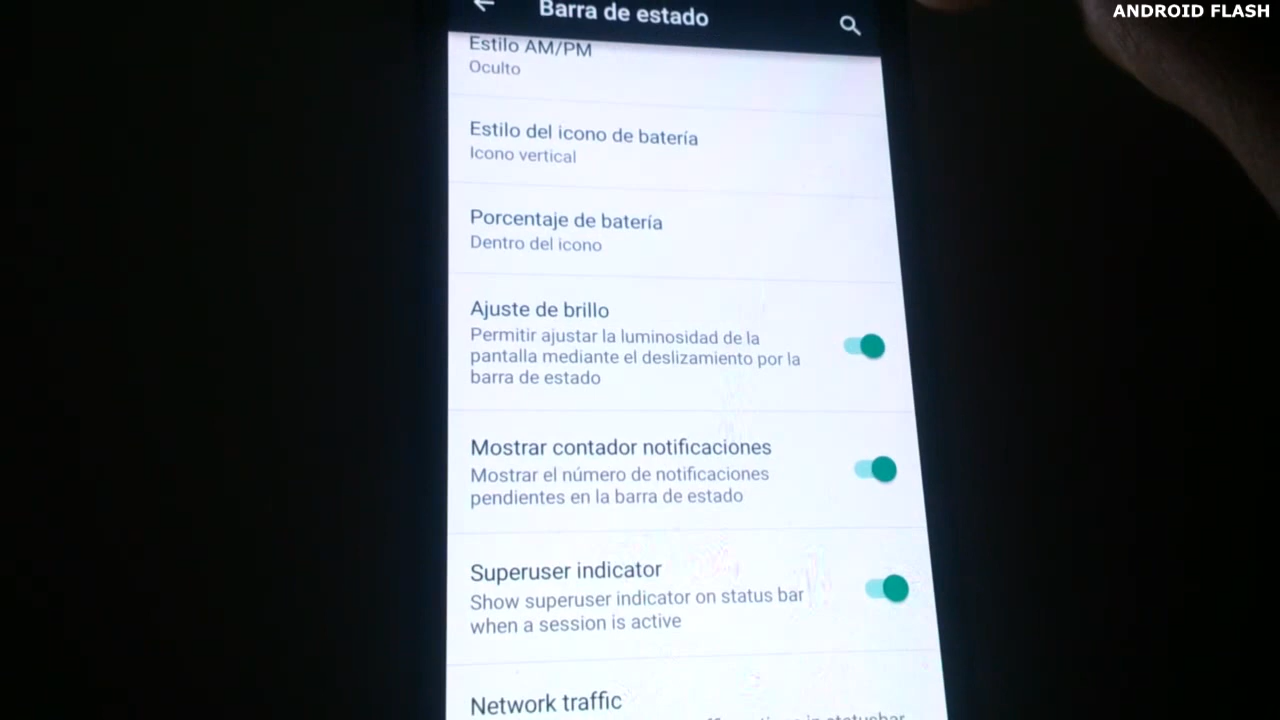 ANDROID FLASH
Barra de estado
Estilo AM/PM
Oculto
Estilo del icono de batería
Icono vertical
Porcentaje de batería
Dentro del icono
Ajuste de brillo
Permitir ajustar la luminosidad de la
pantalla mediante el deslizamiento por la
barra de estado
Mostrar contador notificaciones
Mostrar el número de notificaciones
pendientes en la barra de estado
Superuser indicator
Show superuser indicator on status bar
when a session is active
Network traffic
in statusbar